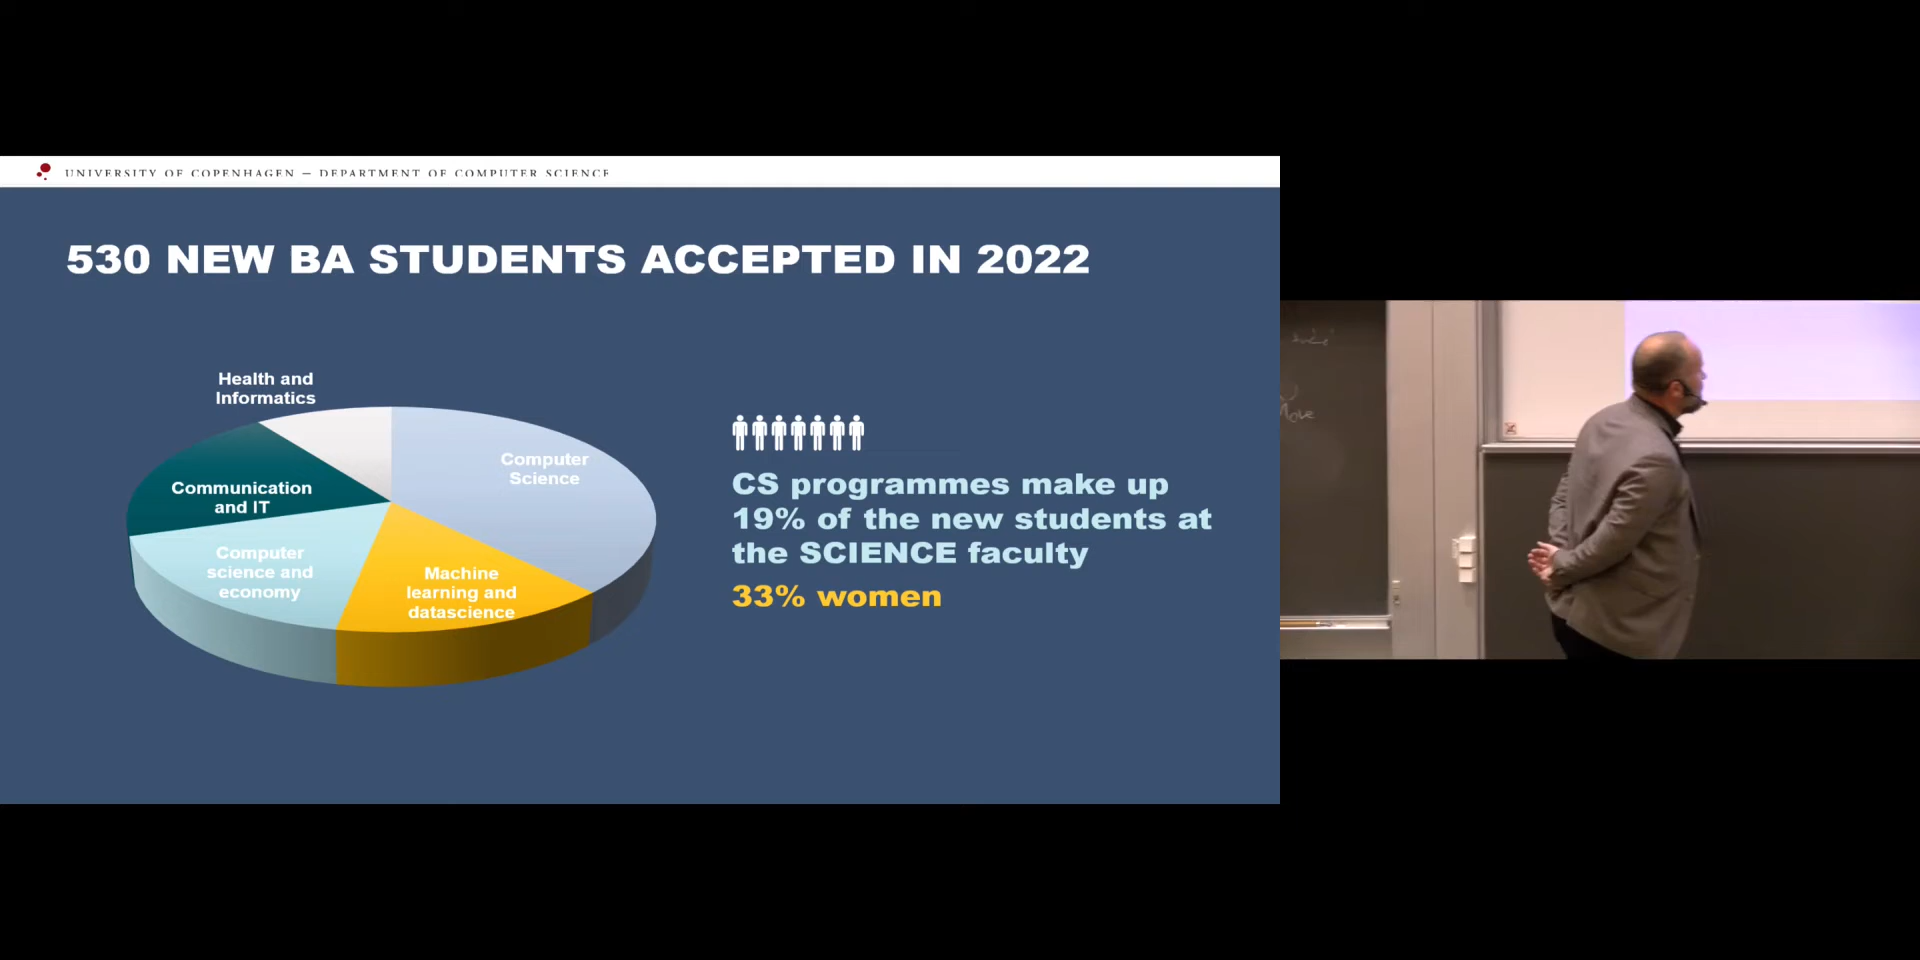 UNIVERSITY OF COPENHAGEN — DEPARTMENT OF COMPUTER SCIENCE
530 NEW BA STUDENTS ACCEPTED IN 2022
Health and
Informatics
Computer
Science
Communication
and IT
Computer
science and
economy
Machine
learning and
datascience
CS programmes make up
19% of the new students at
the SCIENCE faculty
33% women